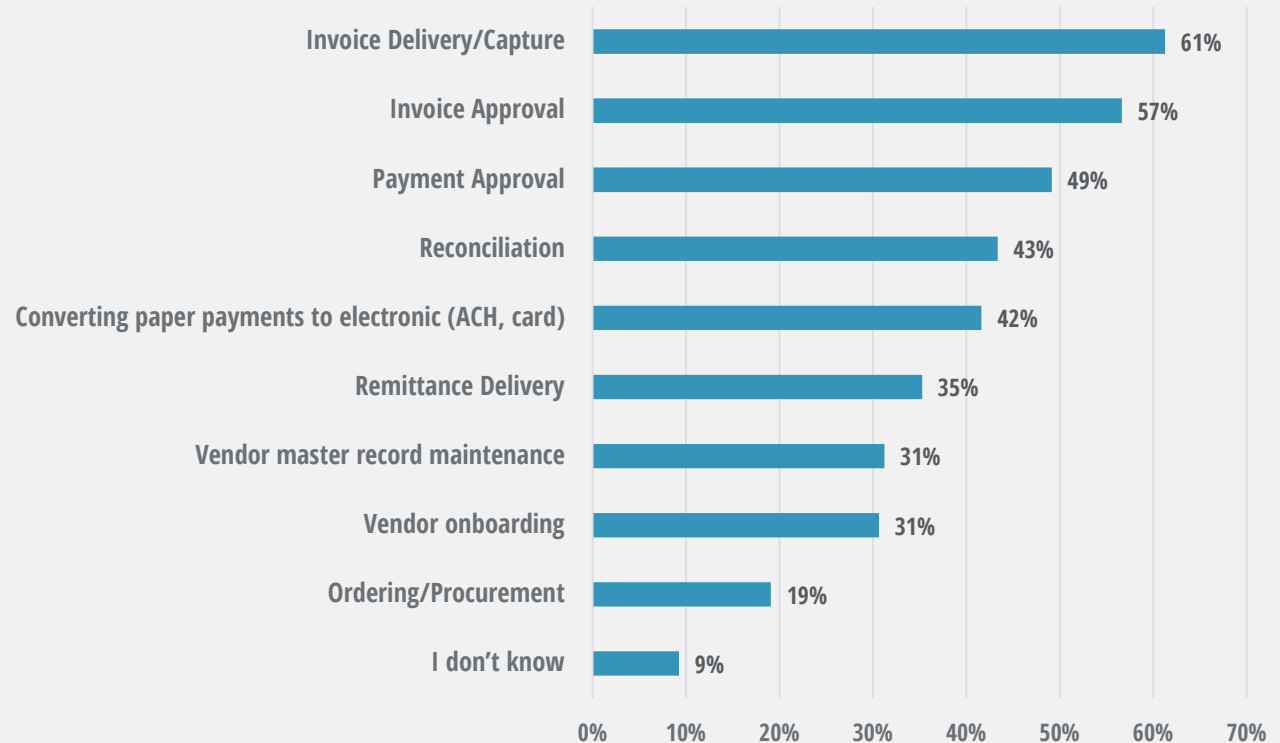 Invoice Delivery/Capture 61%
Invoice Approval 57%
Payment Approval 49%
Reconciliation 43%
Converting paper payments to electronic (ACH, card) 42%
Remittance Delivery 35%
Vendor master record maintenance 31%
Vendor onboarding 31%
Ordering/Procurement 19%
I don’t know 9%
0% 10% 20% 30% 40% 50% 60% 70%